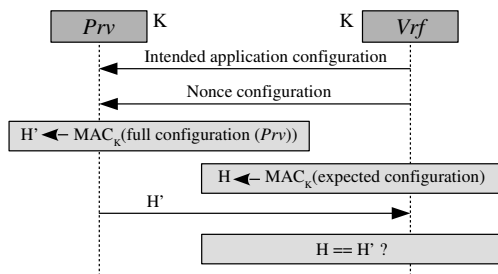 Prv K K Vrf
Intended application configuration
Nonce configuration
H' ← MAC_K(full configuration (Prv))
H ← MAC_K(expected configuration)
H'
H == H' ?